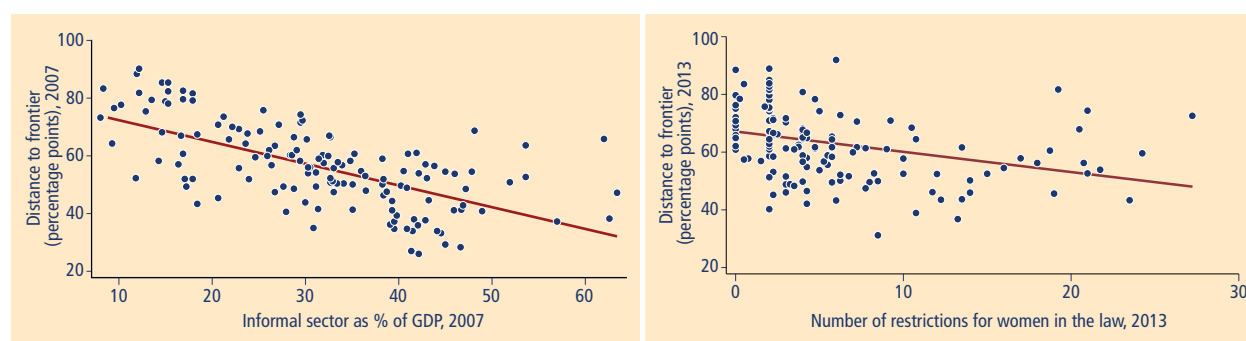 Distance to frontier
(percentage points), 2007
100
80
60
40
20
10 20 30 40 50 60
Informal sector as % of GDP, 2007
Distance to frontier
(percentage points), 2013
100
80
60
40
20
0 10 20 30
Number of restrictions for women in the law, 2013